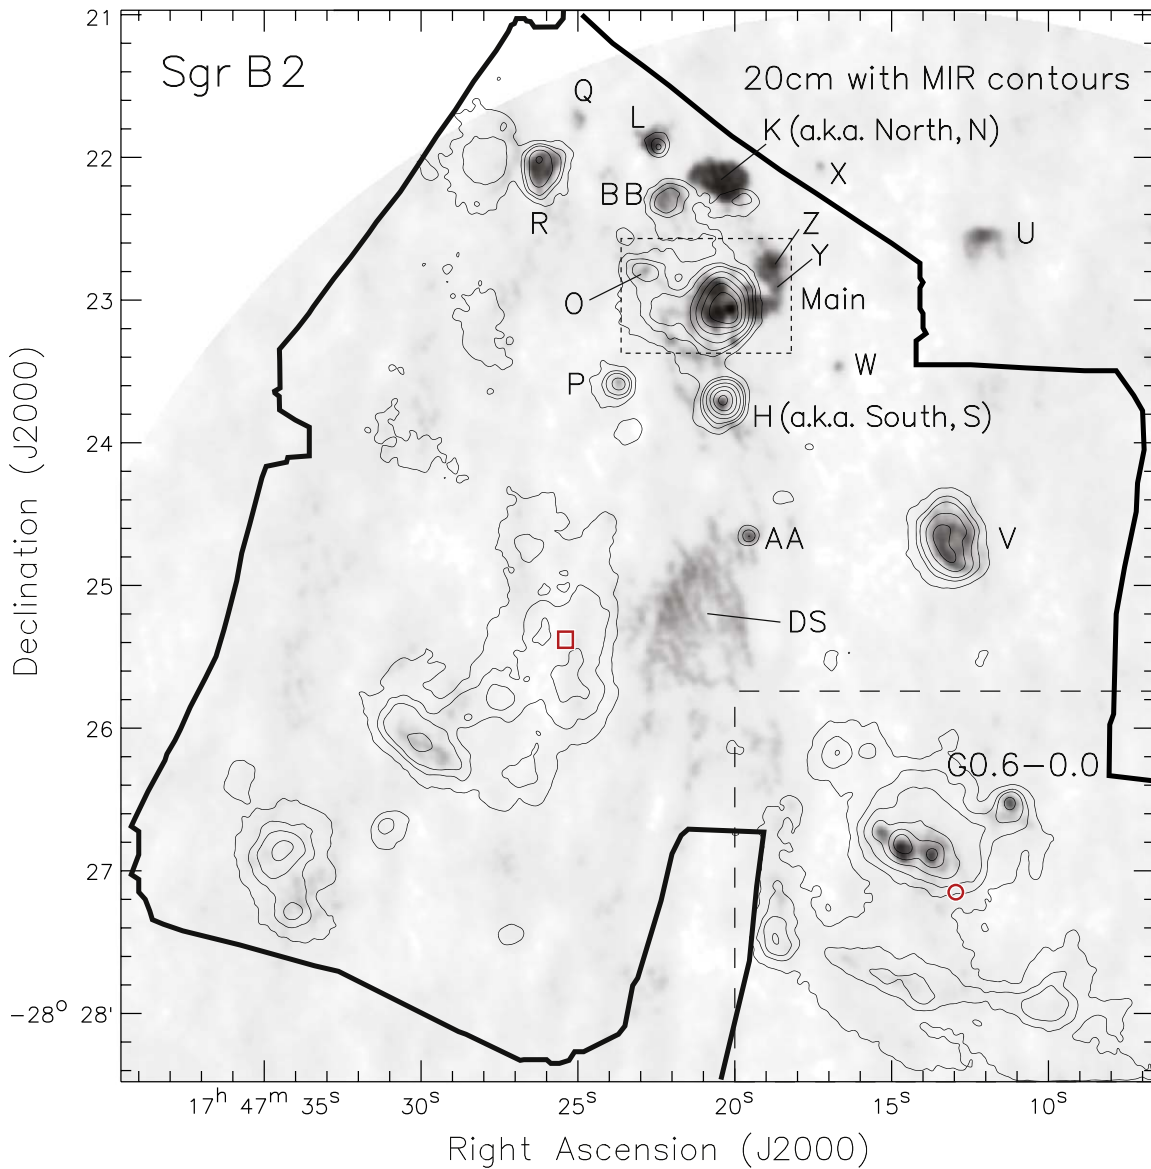 21
Sgr B2
20cm with MIR contours
Q
L
K (a.k.a. North, N)
22
X
BB
R
Z
U
Y
O
23
Main
W
P
H (a.k.a. South, S)
24
AA
V
25
DS
26
G0.6-0.0
27
-28° 28'
17h 47m 35s
30s
25s
20s
15s
10s
Right Ascension (J2000)
Declination (J2000)